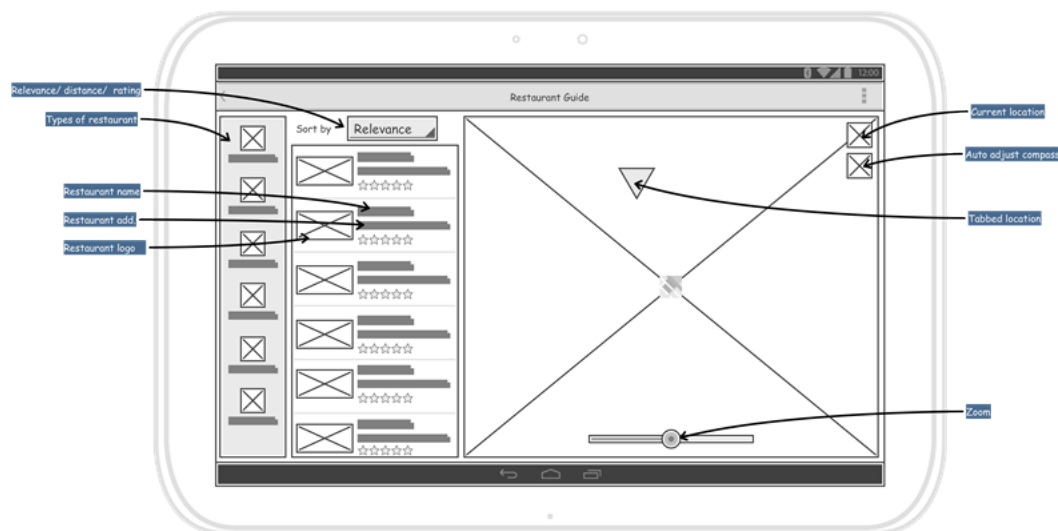 12:00
Relevance/ distance/ rating
Restaurant Guide
Types of restaurant
Sort by
Relevance
Current location
Auto adjust compass
Restaurant name
Restaurant add.
Restaurant logo
Tabbed location
Zoom